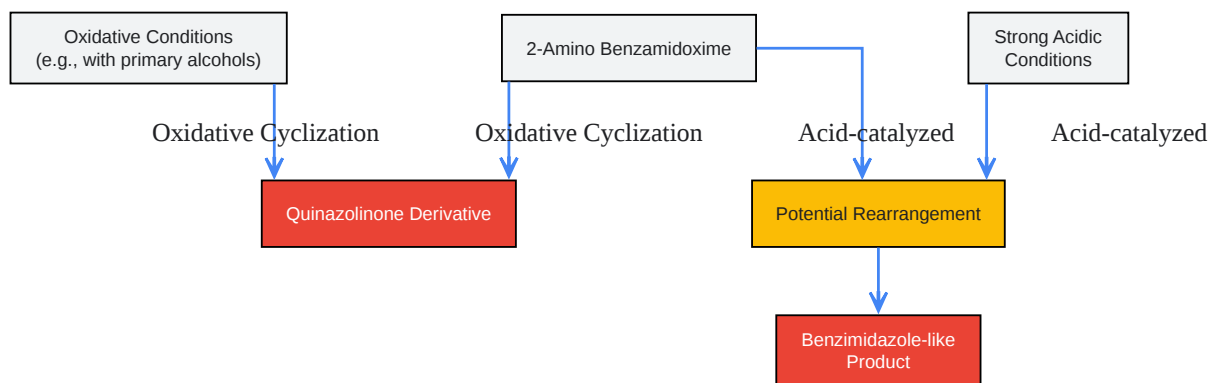 Oxidative Conditions
(e.g., with primary alcohols)
2-Amino Benzamidoxime
Strong Acidic
Conditions
Oxidative Cyclization
Oxidative Cyclization
Acid-catalyzed
Acid-catalyzed
Quinazolinone Derivative
Potential Rearrangement
Benzimidazole-like
Product